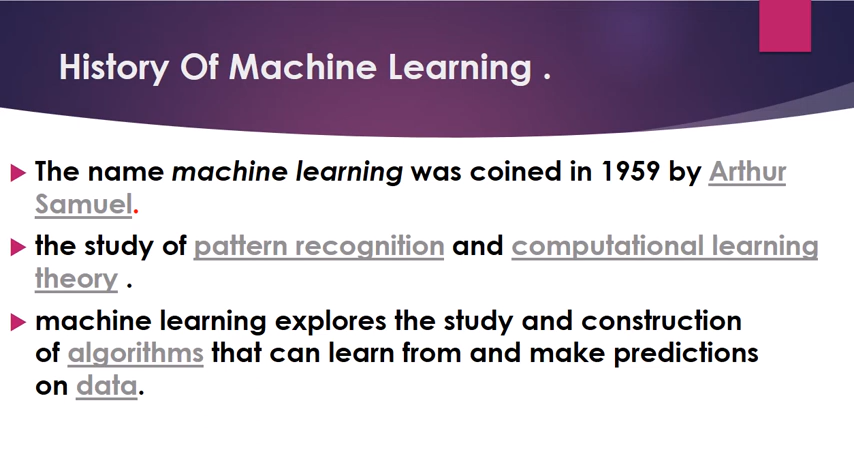 History Of Machine Learning .
The name machine learning was coined in 1959 by Arthur
Samuel.
the study of pattern recognition and computational learning
theory .
machine learning explores the study and construction
of algorithms that can learn from and make predictions
on data.